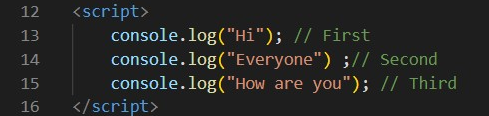 12 <script>
13 console.log("Hi"); // First
14 console.log("Everyone") ;// Second
15 console.log("How are you"); // Third
16 </script>